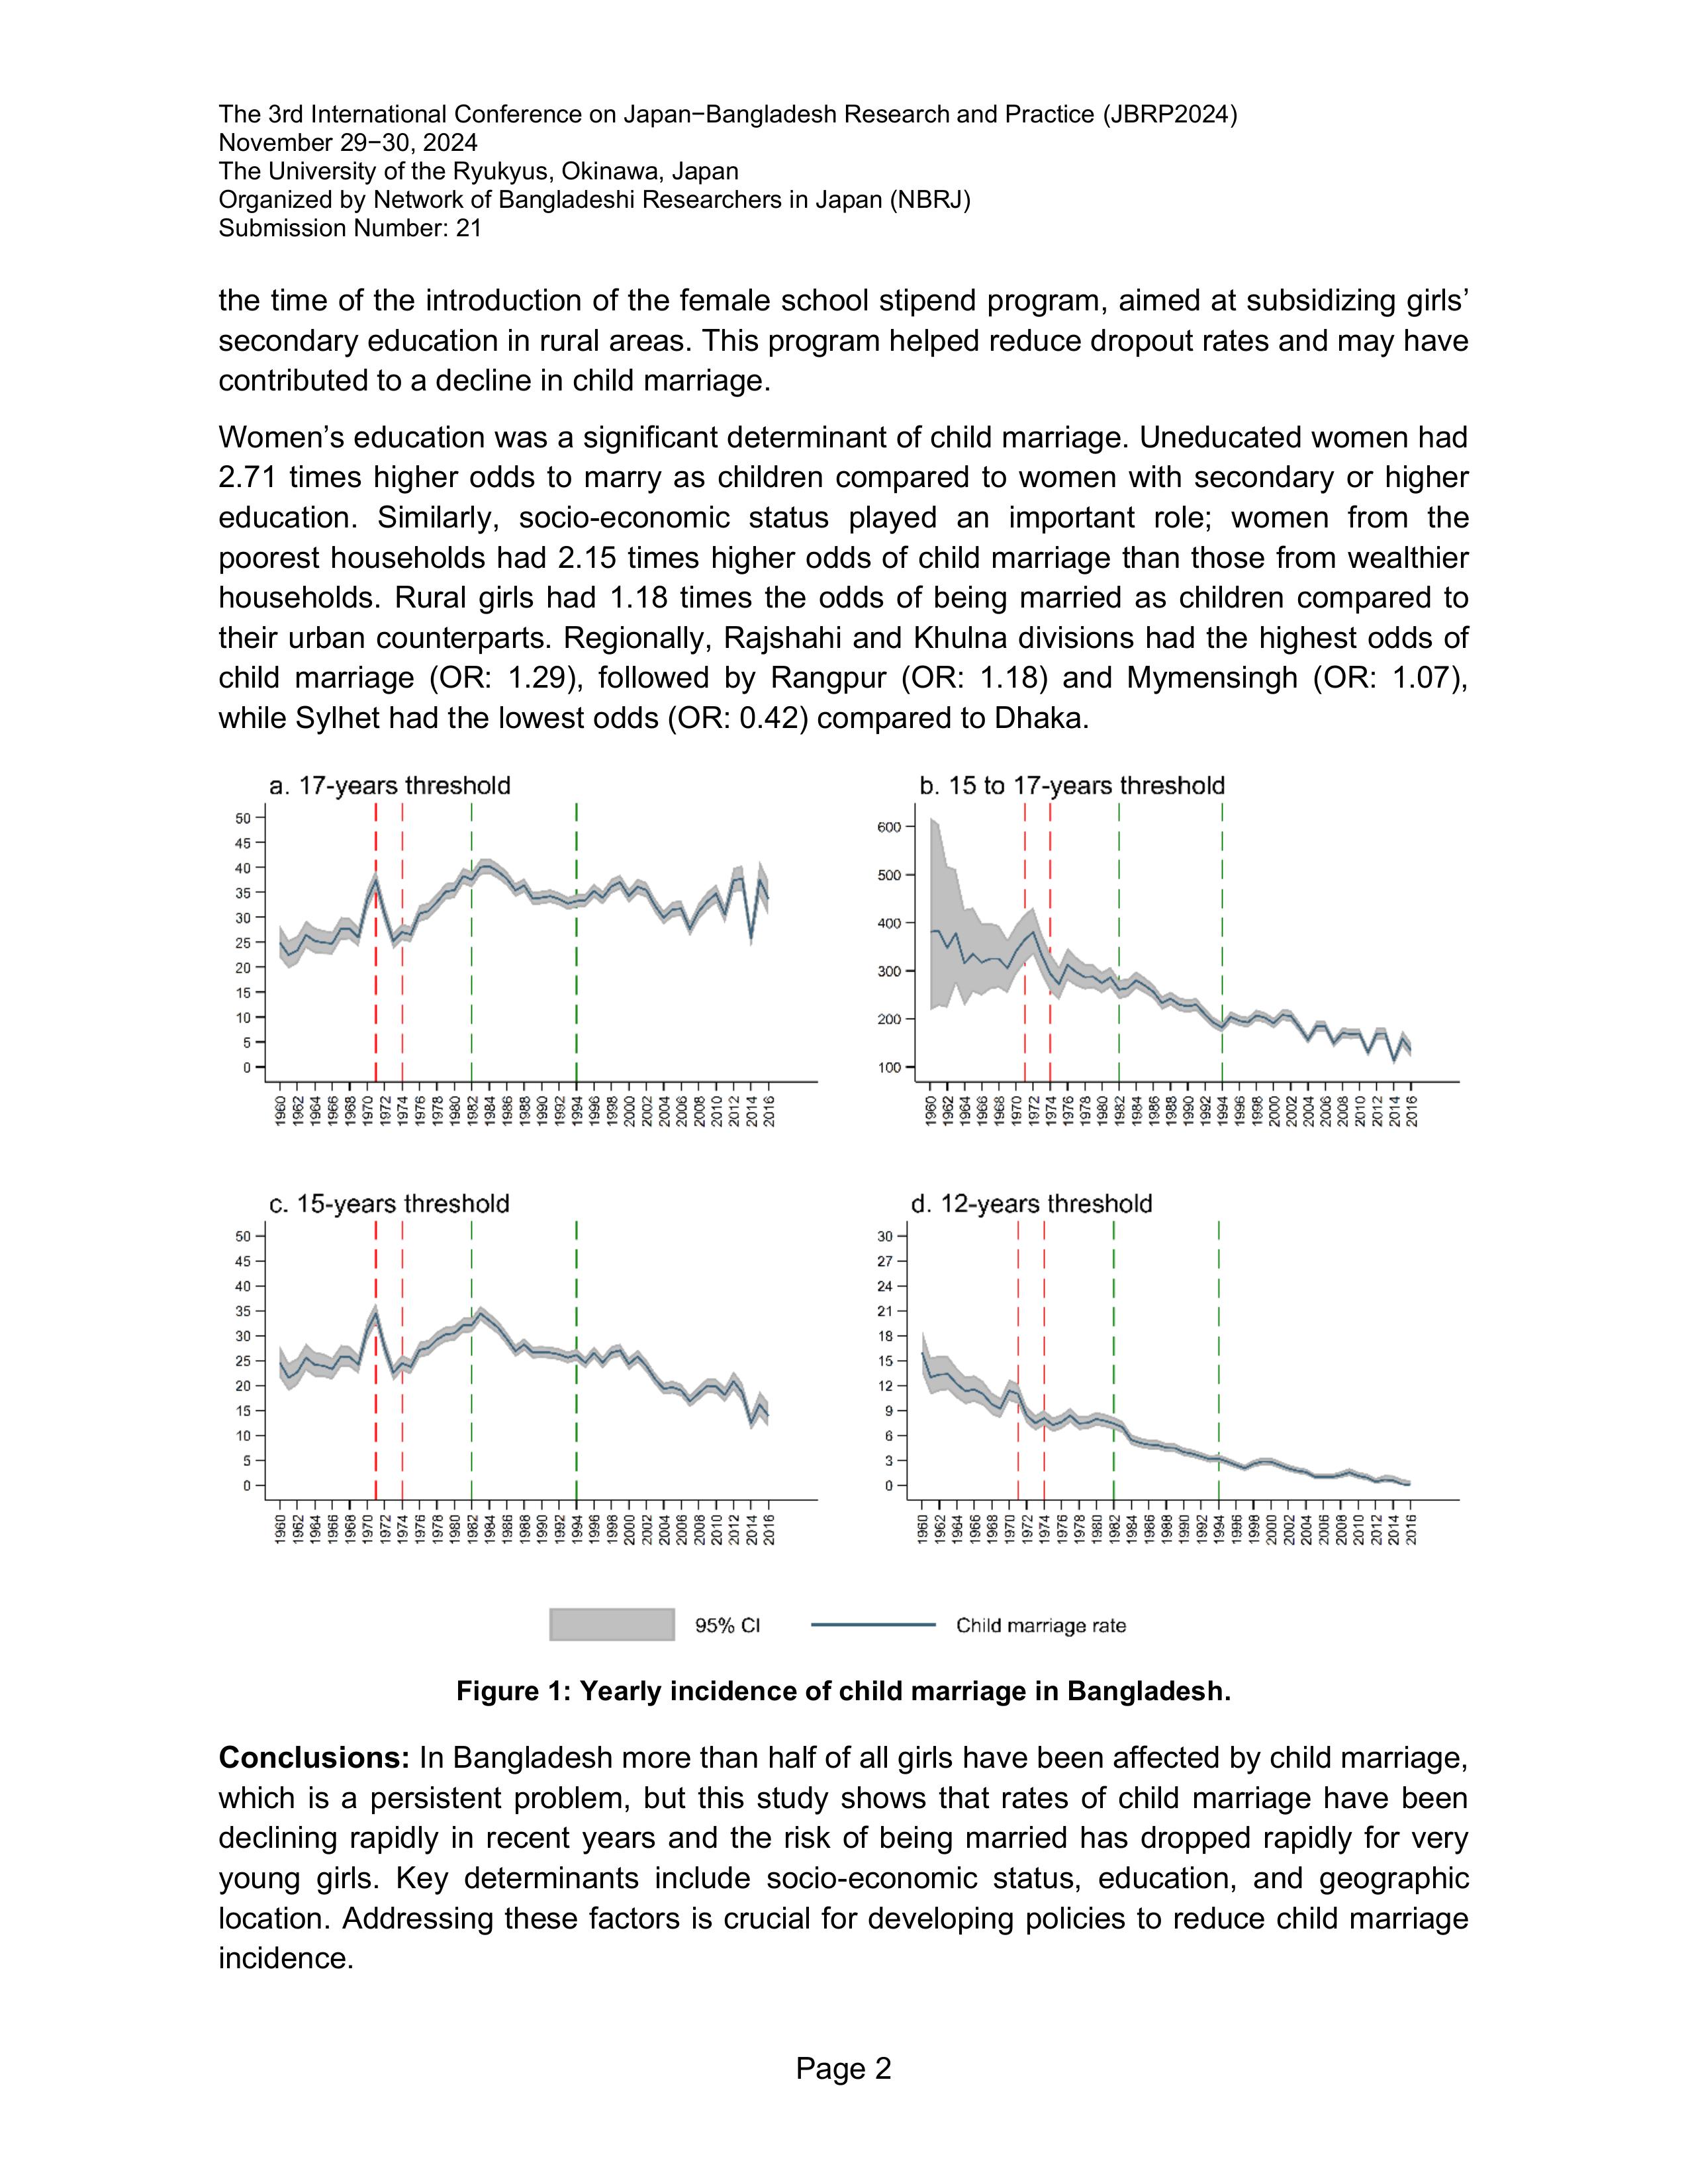 The 3rd International Conference on Japan−Bangladesh Research and Practice (JBRP2024)
November 29−30, 2024
The University of the Ryukyus, Okinawa, Japan
Organized by Network of Bangladeshi Researchers in Japan (NBRJ)
Submission Number: 21
the time of the introduction of the female school stipend program, aimed at subsidizing girls’
secondary education in rural areas. This program helped reduce dropout rates and may have
contributed to a decline in child marriage.
Women’s education was a significant determinant of child marriage. Uneducated women had
2.71 times higher odds to marry as children compared to women with secondary or higher
education. Similarly, socio-economic status played an important role; women from the
poorest households had 2.15 times higher odds of child marriage than those from wealthier
households. Rural girls had 1.18 times the odds of being married as children compared to
their urban counterparts. Regionally, Rajshahi and Khulna divisions had the highest odds of
child marriage (OR: 1.29), followed by Rangpur (OR: 1.18) and Mymensingh (OR: 1.07),
while Sylhet had the lowest odds (OR: 0.42) compared to Dhaka.
a. 17-years threshold
50
45
40
35
30
25
20
15
10
5
0
1960 1962 1964 1966 1968 1970 1972 1974 1976 1978 1980 1982 1984 1986 1988 1990 1992 1994 1996 1998 2000 2002 2004 2006 2008 2010 2012 2014 2016
b. 15 to 17-years threshold
600
500
400
300
200
100
1960 1962 1964 1966 1968 1970 1972 1974 1976 1978 1980 1982 1984 1986 1988 1990 1992 1994 1996 1998 2000 2002 2004 2006 2008 2010 2012 2014 2016
c. 15-years threshold
50
45
40
35
30
25
20
15
10
5
0
1960 1962 1964 1966 1968 1970 1972 1974 1976 1978 1980 1982 1984 1986 1988 1990 1992 1994 1996 1998 2000 2002 2004 2006 2008 2010 2012 2014 2016
d. 12-years threshold
30
27
24
21
18
15
12
9
6
3
0
1960 1962 1964 1966 1968 1970 1972 1974 1976 1978 1980 1982 1984 1986 1988 1990 1992 1994 1996 1998 2000 2002 2004 2006 2008 2010 2012 2014 2016
95% CI Child marriage rate
Figure 1: Yearly incidence of child marriage in Bangladesh.
Conclusions: In Bangladesh more than half of all girls have been affected by child marriage,
which is a persistent problem, but this study shows that rates of child marriage have been
declining rapidly in recent years and the risk of being married has dropped rapidly for very
young girls. Key determinants include socio-economic status, education, and geographic
location. Addressing these factors is crucial for developing policies to reduce child marriage
incidence.
Page 2